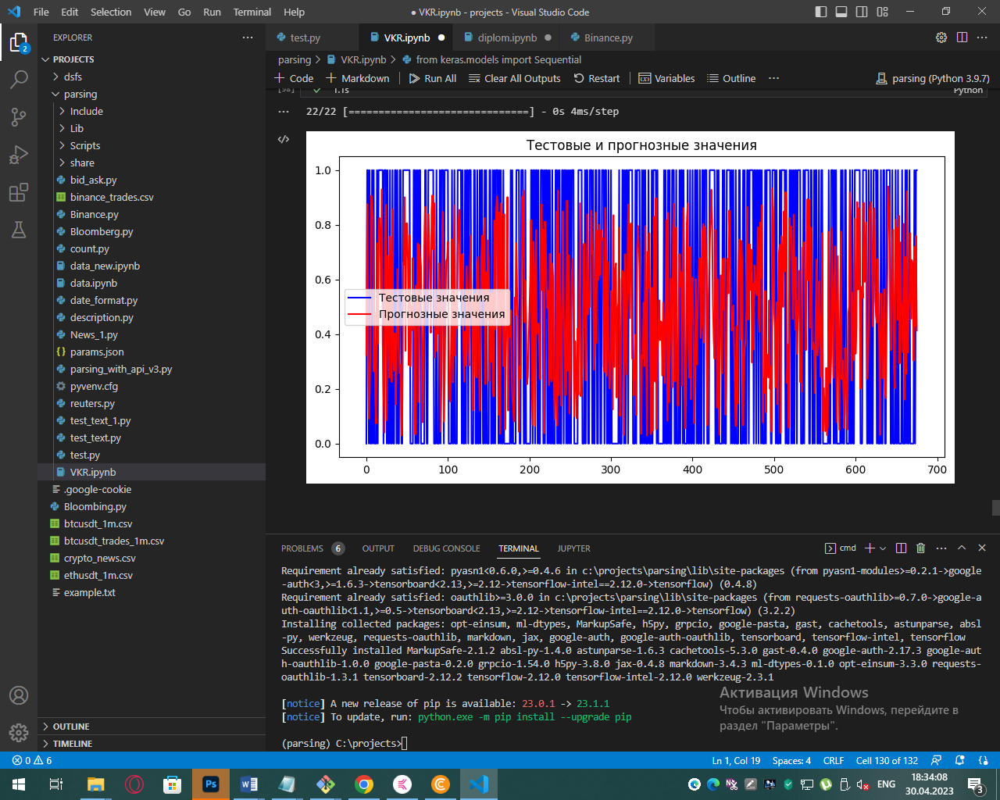 File Edit Selection View Go Run Terminal Help
● VKR.ipynb - projects - Visual Studio Code
EXPLORER
PROJECTS
dsfs
parsing
Include
Lib
Scripts
share
bid_ask.py
binance_trades.csv
Binance.py
Bloomberg.py
count.py
data_new.ipynb
data.ipynb
date_format.py
description.py
News_1.py
params.json
parsing_with_api_v3.py
pyvenv.cfg
reuters.py
test_text_1.py
test_text.py
test.py
VKR.ipynb
.google-cookie
Bloombing.py
btcusdt_1m.csv
btcusdt_trades_1m.csv
crypto_news.csv
ethusdt_1m.csv
example.txt
OUTLINE
TIMELINE
test.py VKR.ipynb diplom.ipynb Binance.py
parsing > VKR.ipynb > from keras.models import Sequential
+ Code + Markdown Run All Clear All Outputs Restart Variables Outline ... parsing (Python 3.9.7)
[98] 1.1s Python
22/22 [==============================] - 0s 4ms/step
Тестовые и прогнозные значения
1.0
0.8
0.6
0.4
0.2
0.0
Тестовые значения
Прогнозные значения
0 100 200 300 400 500 600 700
PROBLEMS 6 OUTPUT DEBUG CONSOLE TERMINAL JUPYTER cmd
Requirement already satisfied: pyasn1<0.6.0,>=0.4.6 in c:\projects\parsing\lib\site-packages (from pyasn1-modules>=0.2.1->google
-auth<3,>=1.6.3->tensorboard<2.13,>=2.12->tensorflow-intel==2.12.0->tensorflow) (0.4.8)
Requirement already satisfied: oauthlib>=3.0.0 in c:\projects\parsing\lib\site-packages (from requests-oauthlib>=0.7.0->google-a
uth-oauthlib<1.1,>=0.5->tensorboard<2.13,>=2.12->tensorflow-intel==2.12.0->tensorflow) (3.2.2)
Installing collected packages: opt-einsum, ml-dtypes, MarkupSafe, h5py, grpcio, google-pasta, gast, cachetools, astunparse, absl
-py, werkzeug, requests-oauthlib, markdown, jax, google-auth, google-auth-oauthlib, tensorboard, tensorflow-intel, tensorflow
Successfully installed MarkupSafe-2.1.2 absl-py-1.4.0 astunparse-1.6.3 cachetools-5.3.0 gast-0.4.0 google-auth-2.17.3 google-aut
h-oauthlib-1.0.0 google-pasta-0.2.0 grpcio-1.54.0 h5py-3.8.0 jax-0.4.8 markdown-3.4.3 ml-dtypes-0.1.0 opt-einsum-3.3.0 requests-
oauthlib-1.3.1 tensorboard-2.12.2 tensorflow-2.12.0 tensorflow-intel-2.12.0 werkzeug-2.3.1
[notice] A new release of pip is available: 23.0.1 -> 23.1.1
[notice] To update, run: python.exe -m pip install --upgrade pip
(parsing) C:\projects>
Активация Windows
Чтобы активировать Windows, перейдите в
раздел "Параметры".
0 6 Ln 1, Col 19 Spaces: 4 CRLF Cell 130 of 132
ENG 18:34:08
30.04.2023
3